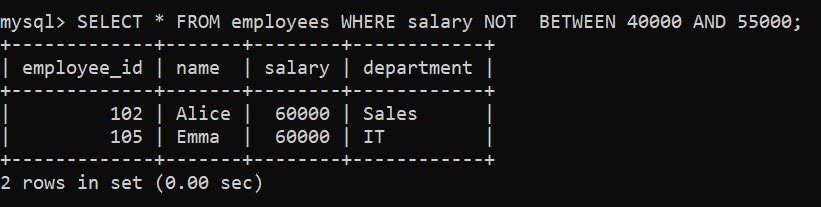 mysql> SELECT * FROM employees WHERE salary NOT  BETWEEN 40000 AND 55000;
+-------------+-------+--------+------------+
| employee_id | name  | salary | department |
+-------------+-------+--------+------------+
|         102 | Alice |  60000 | Sales      |
|         105 | Emma  |  60000 | IT         |
+-------------+-------+--------+------------+
2 rows in set (0.00 sec)